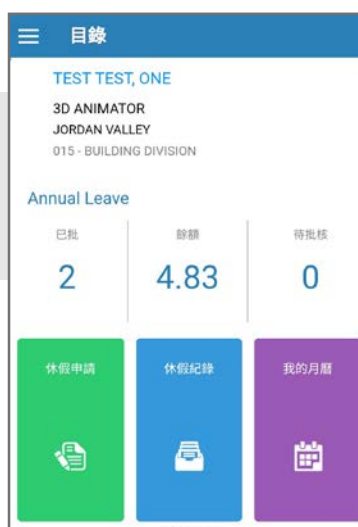 目錄
TEST TEST, ONE
3D ANIMATOR
JORDAN VALLEY
015 - BUILDING DIVISION
Annual Leave
已批 餘額 待批核
2 4.83 0
休假申請 休假紀錄 我的月曆